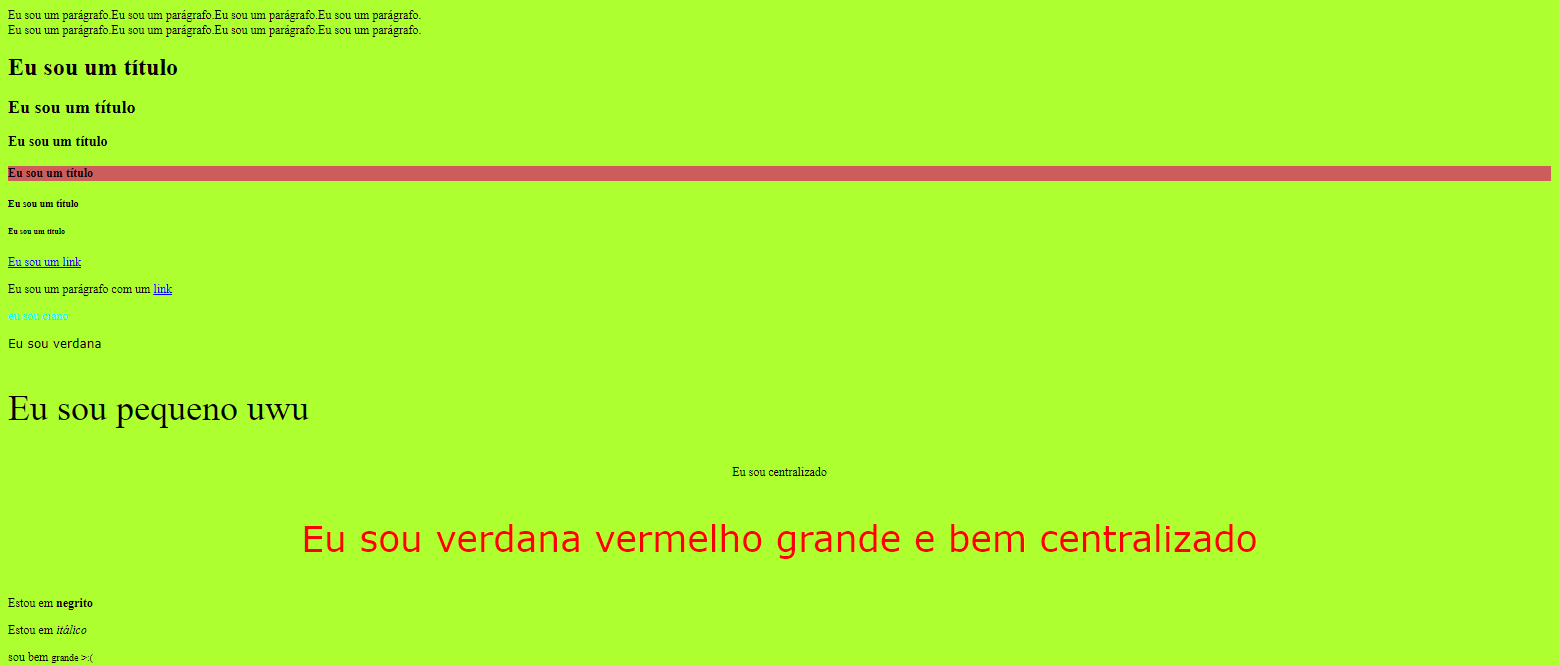 Eu sou um parágrafo.Eu sou um parágrafo.Eu sou um parágrafo.Eu sou um parágrafo.
Eu sou um parágrafo.Eu sou um parágrafo.Eu sou um parágrafo.Eu sou um parágrafo.
Eu sou um título
Eu sou um título
Eu sou um título
Eu sou um título
Eu sou um título
Eu sou um título
Eu sou um link
Eu sou um parágrafo com um link
eu sou ciano
Eu sou verdana
Eu sou pequeno uwu
Eu sou centralizado
Eu sou verdana vermelho grande e bem centralizado
Estou em negrito
Estou em itálico
sou bem grande >:(